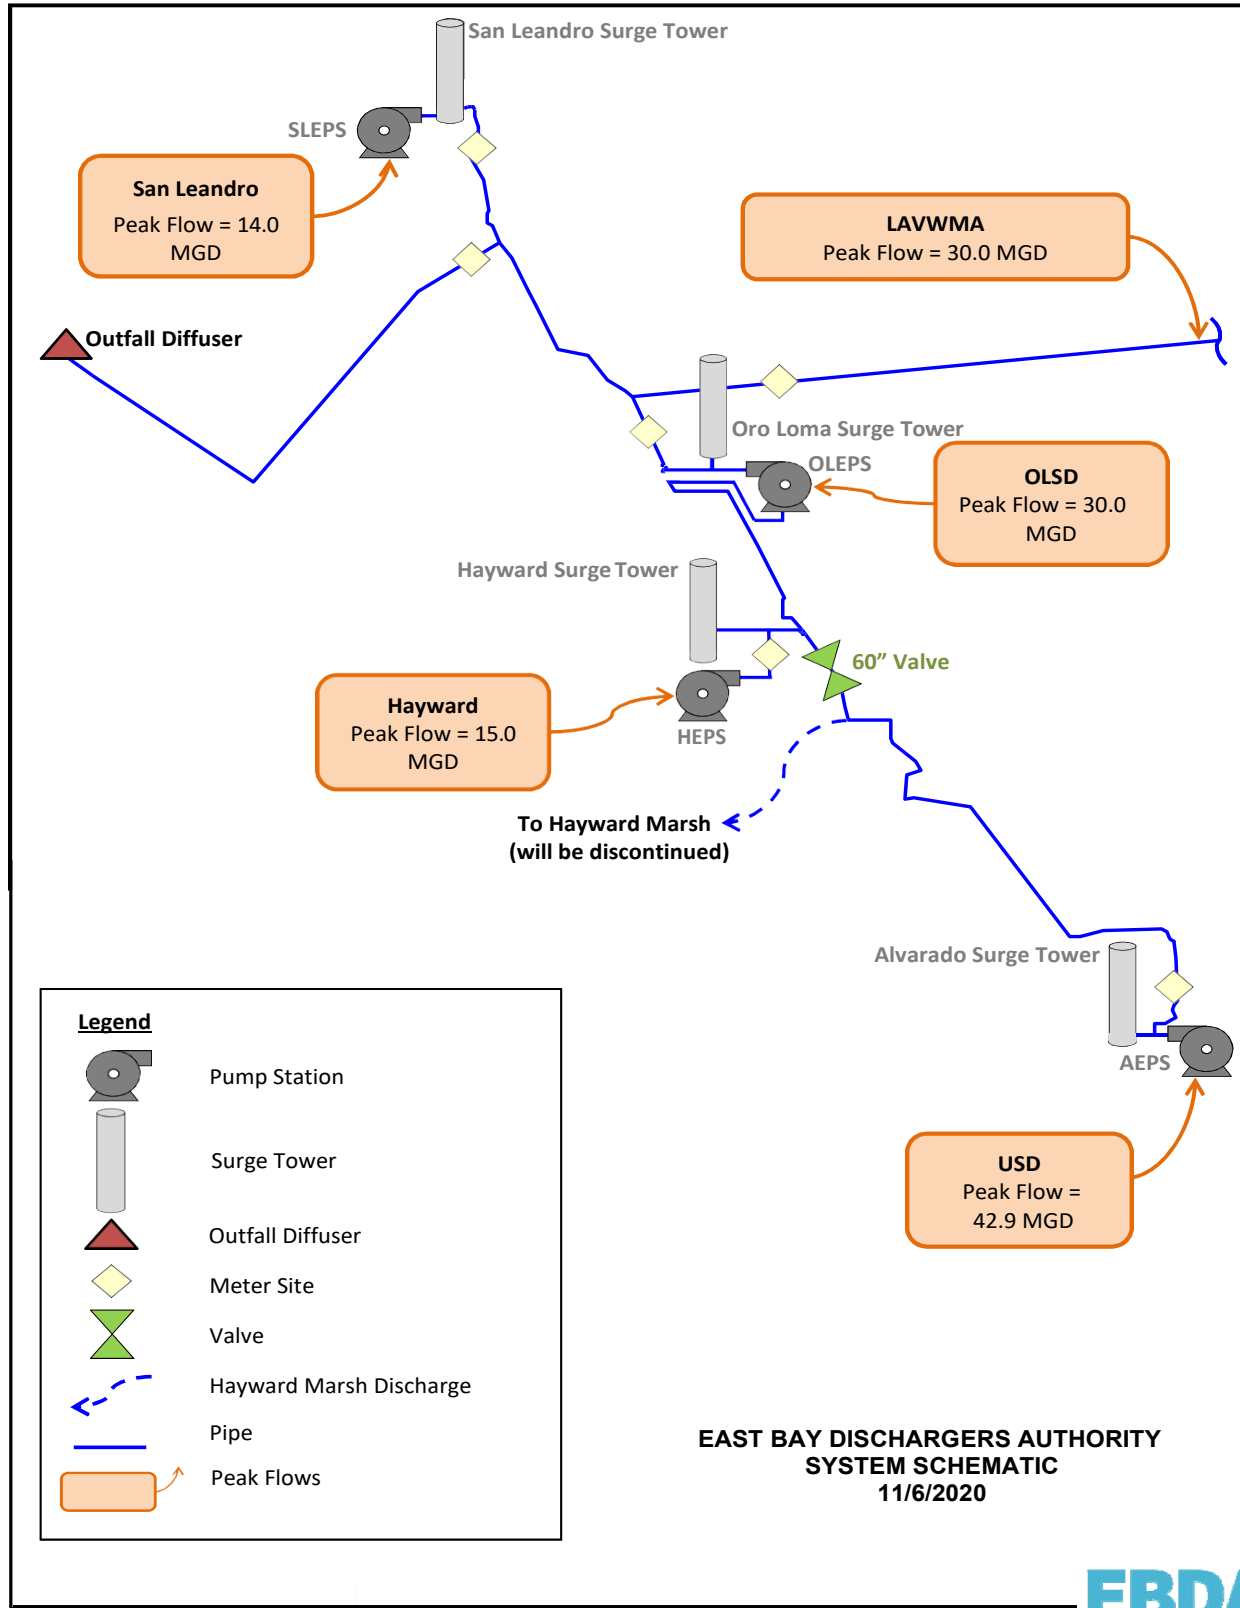 San Leandro Surge Tower
SLEPS
San Leandro
Peak Flow = 14.0
MGD
LAVWMA
Peak Flow = 30.0 MGD
Outfall Diffuser
Oro Loma Surge Tower
OLEPS
OLSD
Peak Flow = 30.0
MGD
Hayward Surge Tower
60” Valve
Hayward
Peak Flow = 15.0
MGD
HEPS
To Hayward Marsh
(will be discontinued)
Alvarado Surge Tower
AEPS
USD
Peak Flow =
42.9 MGD
Legend
Pump Station
Surge Tower
Outfall Diffuser
Meter Site
Valve
Hayward Marsh Discharge
Pipe
Peak Flows
EAST BAY DISCHARGERS AUTHORITY
SYSTEM SCHEMATIC
11/6/2020
EBDA